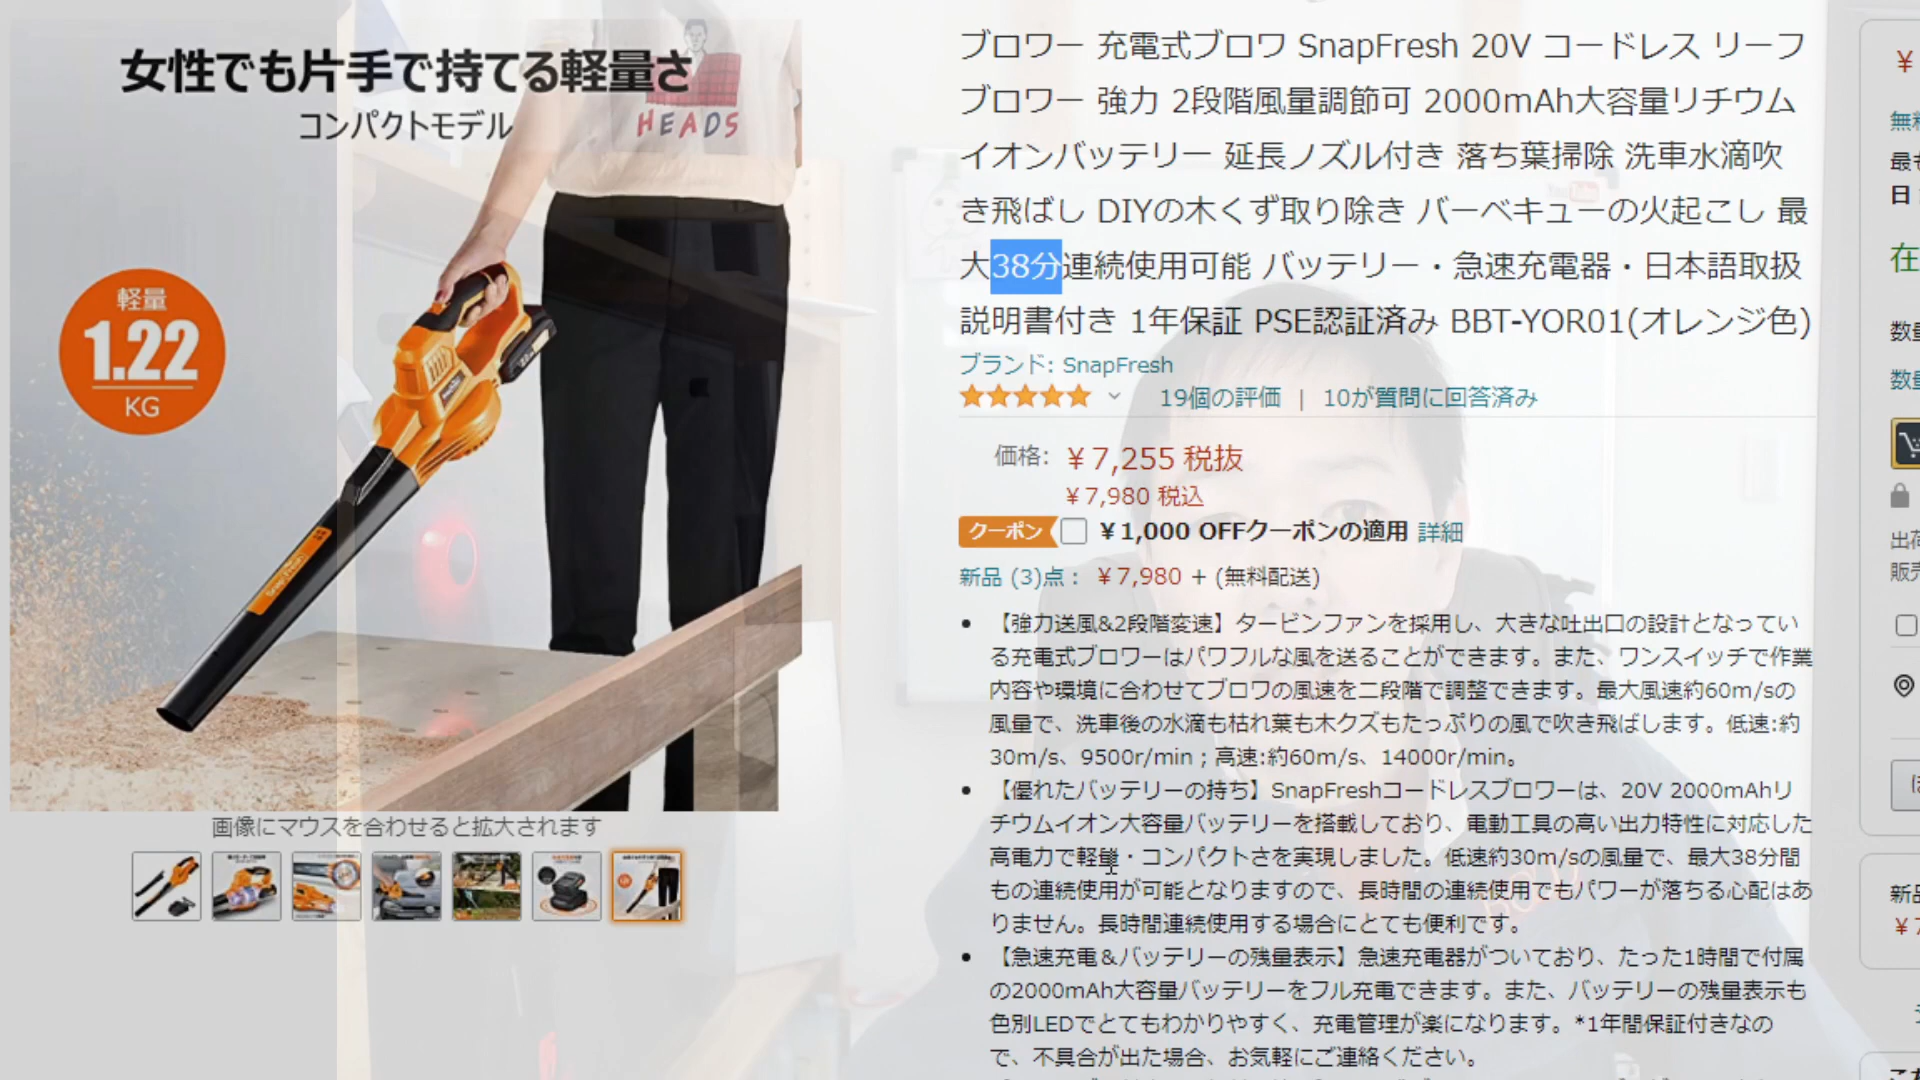 女性でも片手で持てる軽量さ
コンパクトモデル
HEADS
軽量
1.22
KG
画像にマウスを合わせると拡大されます
ブロワー 充電式ブロワ SnapFresh 20V コードレス リーフ
ブロワー 強力 2段階風量調節可 2000mAh大容量リチウム
イオンバッテリー 延長ノズル付き 落ち葉掃除 洗車水滴吹
き飛ばし DIYの木くず取り除き バーベキューの火起こし 最
大38分連続使用可能 バッテリー・急速充電器・日本語取扱
説明書付き 1年保証 PSE認証済み BBT-YOR01(オレンジ色)
ブランド: SnapFresh
19個の評価 | 10が質問に回答済み
価格: ￥7,255 税抜
￥7,980 税込
クーポン ￥1,000 OFFクーポンの適用 詳細
新品 (3)点： ￥7,980 + (無料配送)
【強力送風&2段階変速】タービンファンを採用し、大きな吐出口の設計となってい
る充電式ブロワーはパワフルな風を送ることができます。また、ワンスイッチで作業
内容や環境に合わせてブロワの風速を二段階で調整できます。最大風速約60m/sの
風量で、洗車後の水滴も枯れ葉も木クズもたっぷりの風で吹き飛ばします。低速:約
30m/s、9500r/min；高速:約60m/s、14000r/min。
【優れたバッテリーの持ち】SnapFreshコードレスブロワーは、20V 2000mAhリ
チウムイオン大容量バッテリーを搭載しており、電動工具の高い出力特性に対応した
高電力で軽量・コンパクトさを実現しました。低速約30m/sの風量で、最大38分間
もの連続使用が可能となりますので、長時間の連続使用でもパワーが落ちる心配はあ
りません。長時間連続使用する場合にとても便利です。
【急速充電＆バッテリーの残量表示】急速充電器がついており、たった1時間で付属
の2000mAh大容量バッテリーをフル充電できます。また、バッテリーの残量表示も
色別LEDでとてもわかりやすく、充電管理が楽になります。*1年間保証付きなの
で、不具合が出た場合、お気軽にご連絡ください。
￥
無料
最も
日
在
数量
数量
出荷
販売
新品
￥7